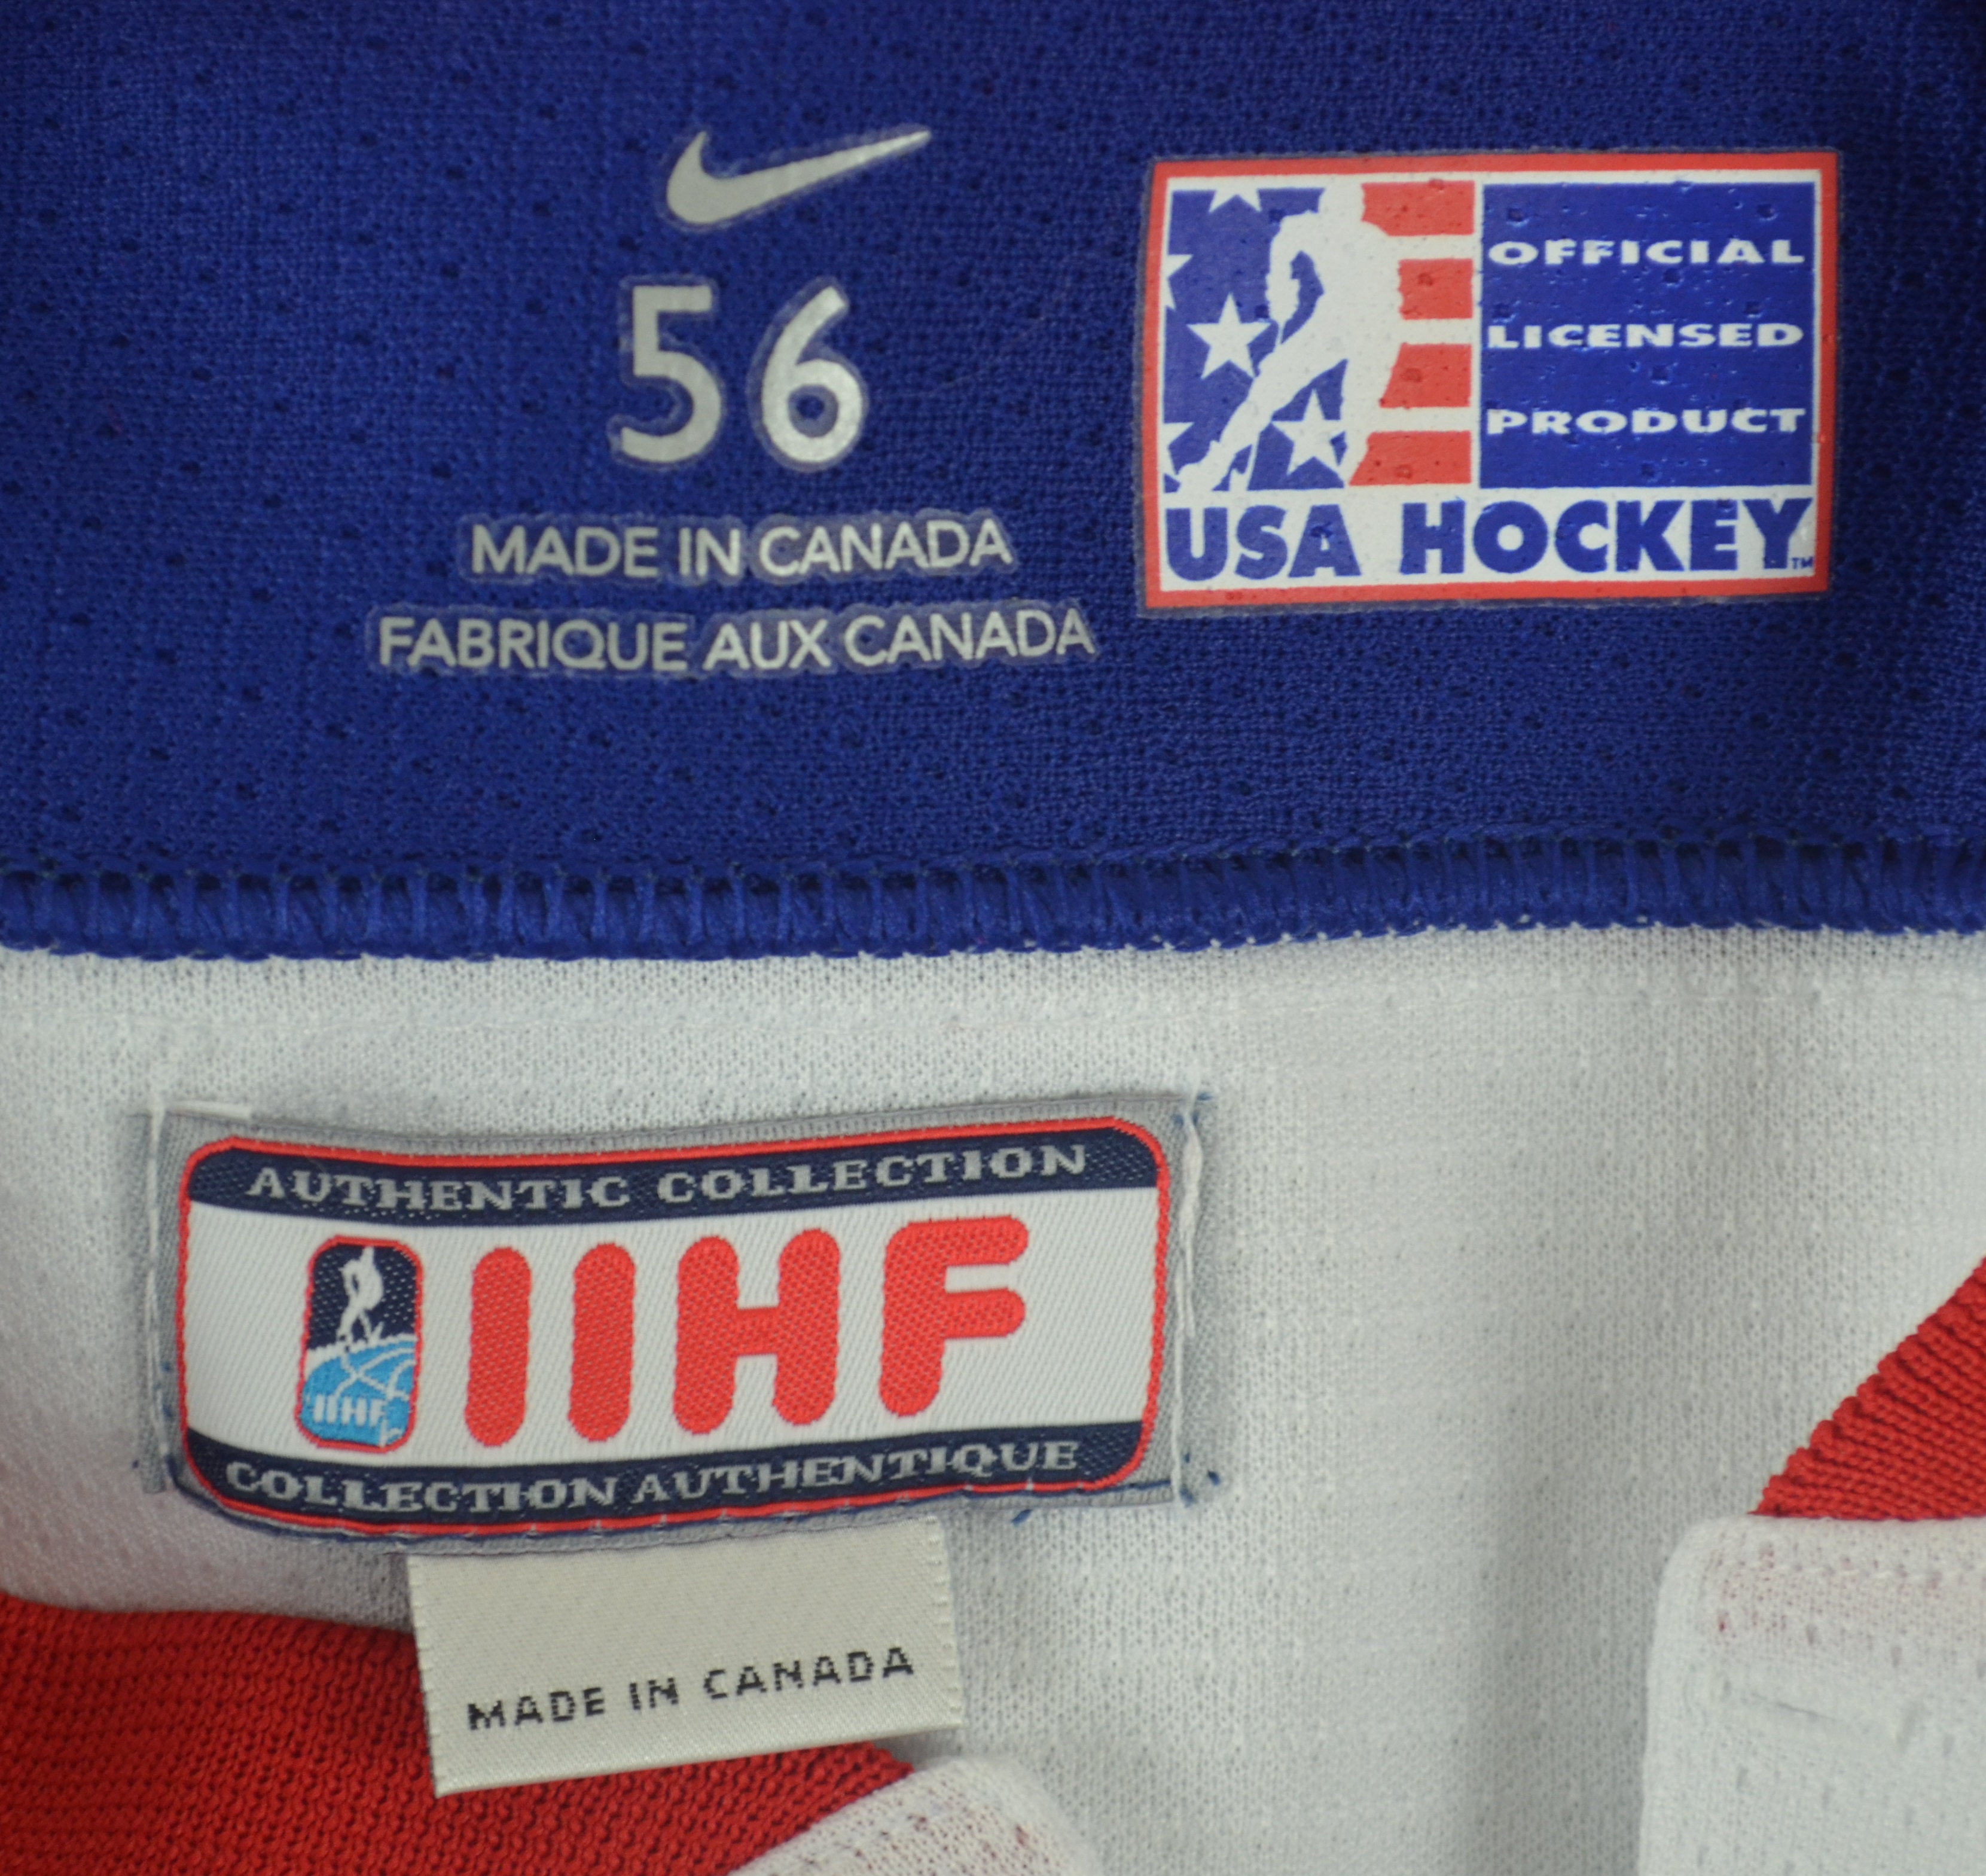 56
MADE IN CANADA
FABRIQUE AUX CANADA
OFFICIAL
LICENSED
PRODUCT
USA HOCKEY™
AUTHENTIC COLLECTION
IIHF
IIHF
COLLECTION AUTHENTIQUE
MADE IN CANADA